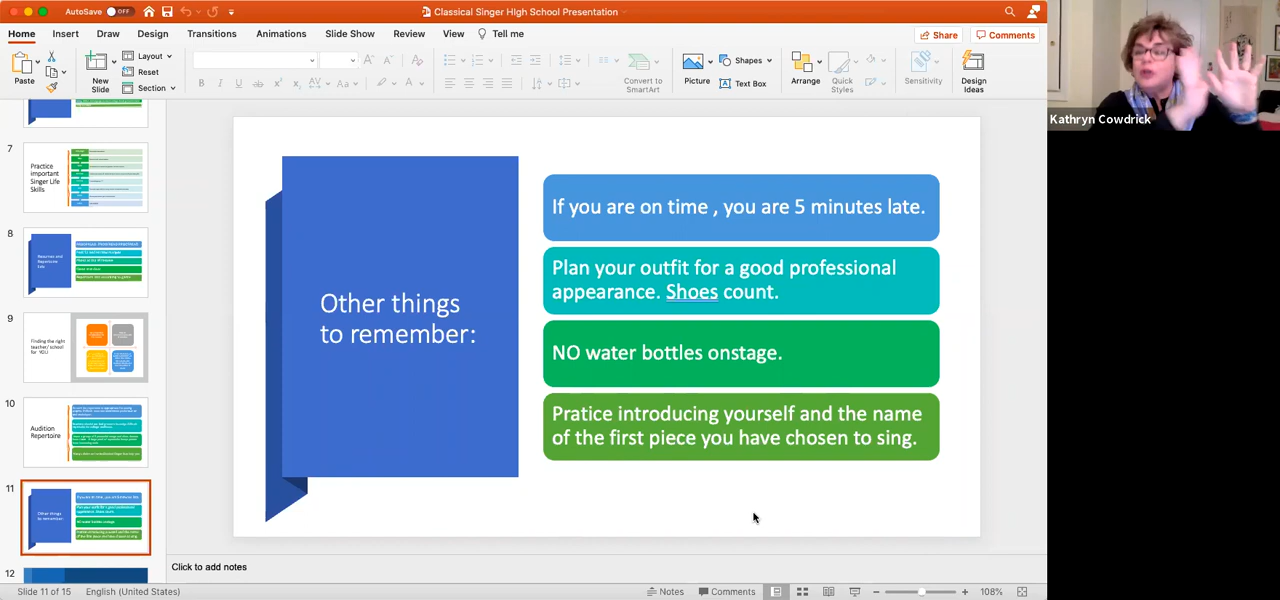 AutoSave OFF
Classical Singer HIgh School Presentation
Home Insert Draw Design Transitions Animations Slide Show Review View Tell me
Share Comments
Paste
New Slide
Layout
Reset
Section
Convert to SmartArt
Picture
Shapes
Text Box
Arrange
Quick Styles
Sensitivity
Design Ideas
Kathryn Cowdrick
7
Practice
important
Singer Life
Skills
8
9
Finding the right
teacher/ school
for YOU
10
Audition
Repertoire
11
Other things
to remember:
12
Other things
to remember:
If you are on time , you are 5 minutes late.
Plan your outfit for a good professional
appearance. Shoes count.
NO water bottles onstage.
Pratice introducing yourself and the name
of the first piece you have chosen to sing.
Click to add notes
Slide 11 of 15 English (United States) Notes Comments 108%